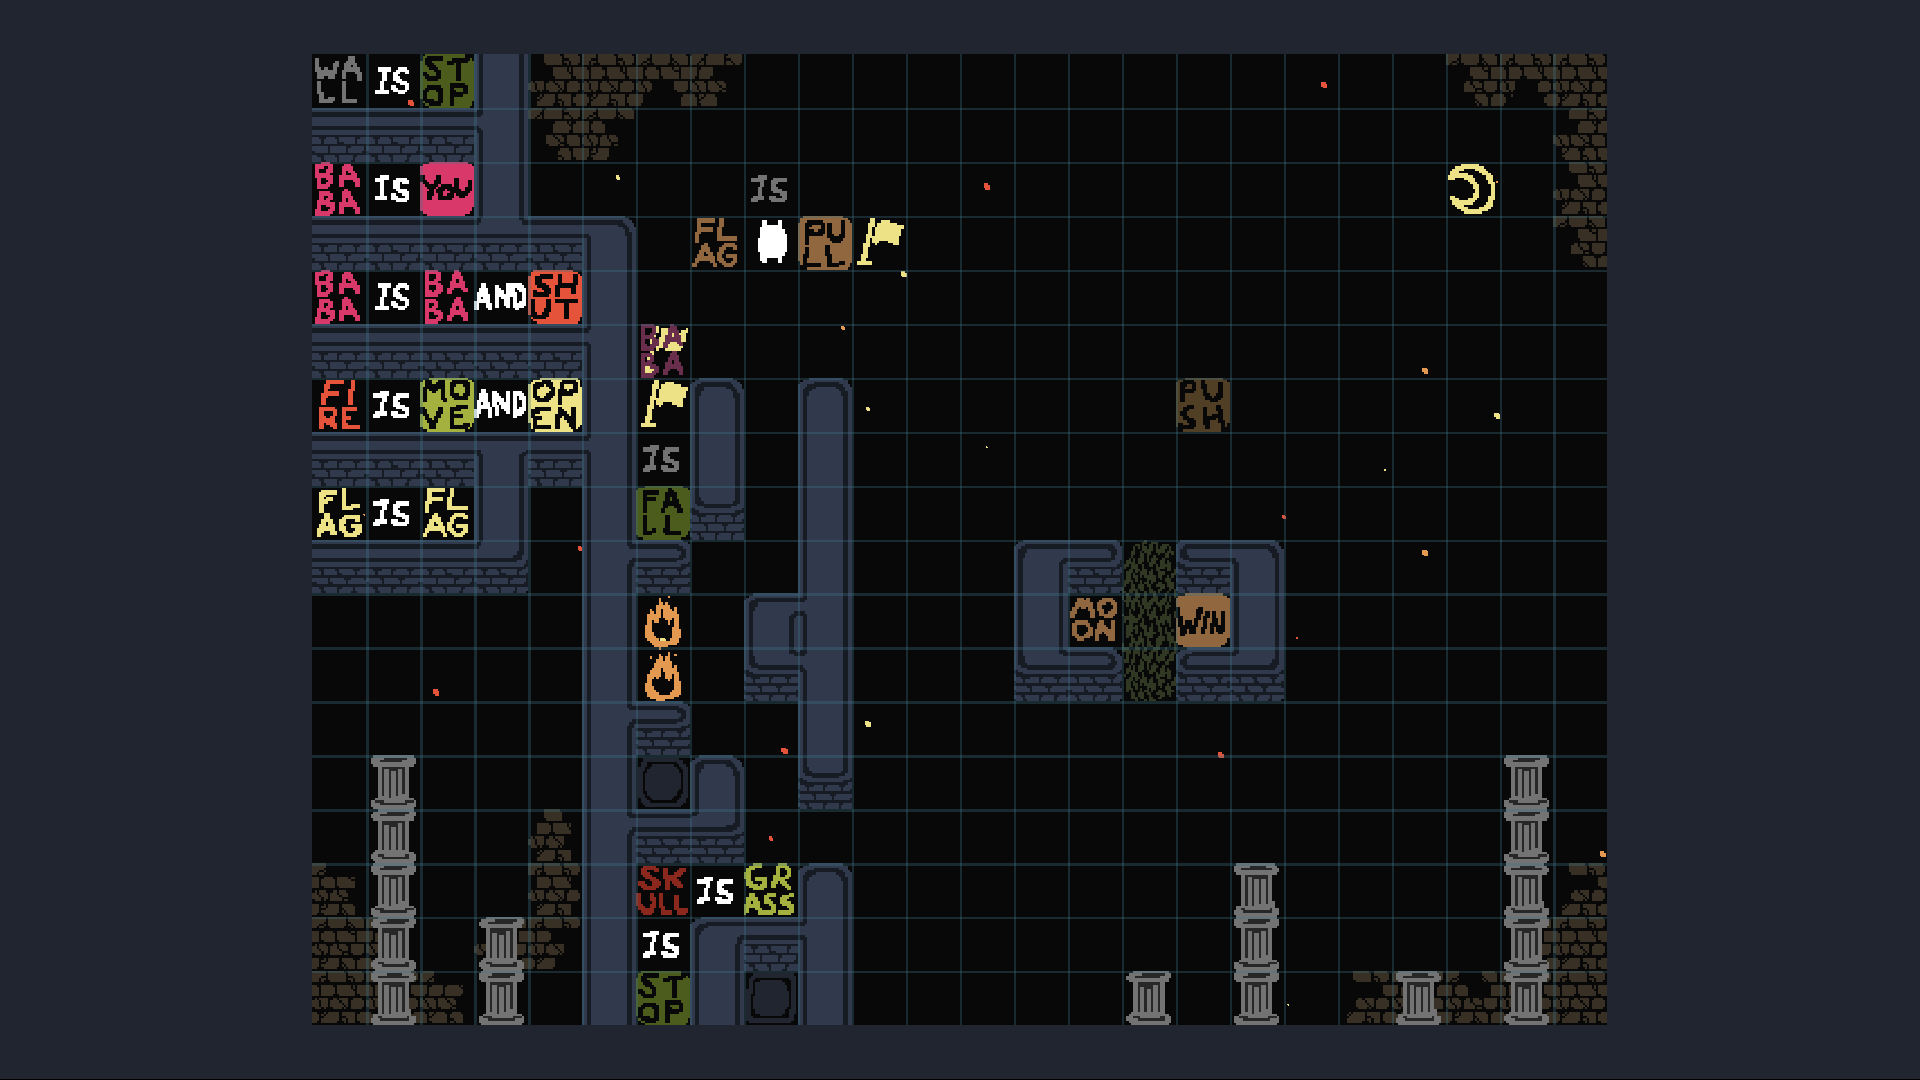 WALL IS STOP
BABA IS YOU
IS
FLAG PULL
BABA IS BABA AND SHUT
BABA
FIRE IS MOVE AND OPEN
PUSH
IS
FLAG IS FLAG
FALL
MOON WIN
SKULL IS GRASS
IS
STOP